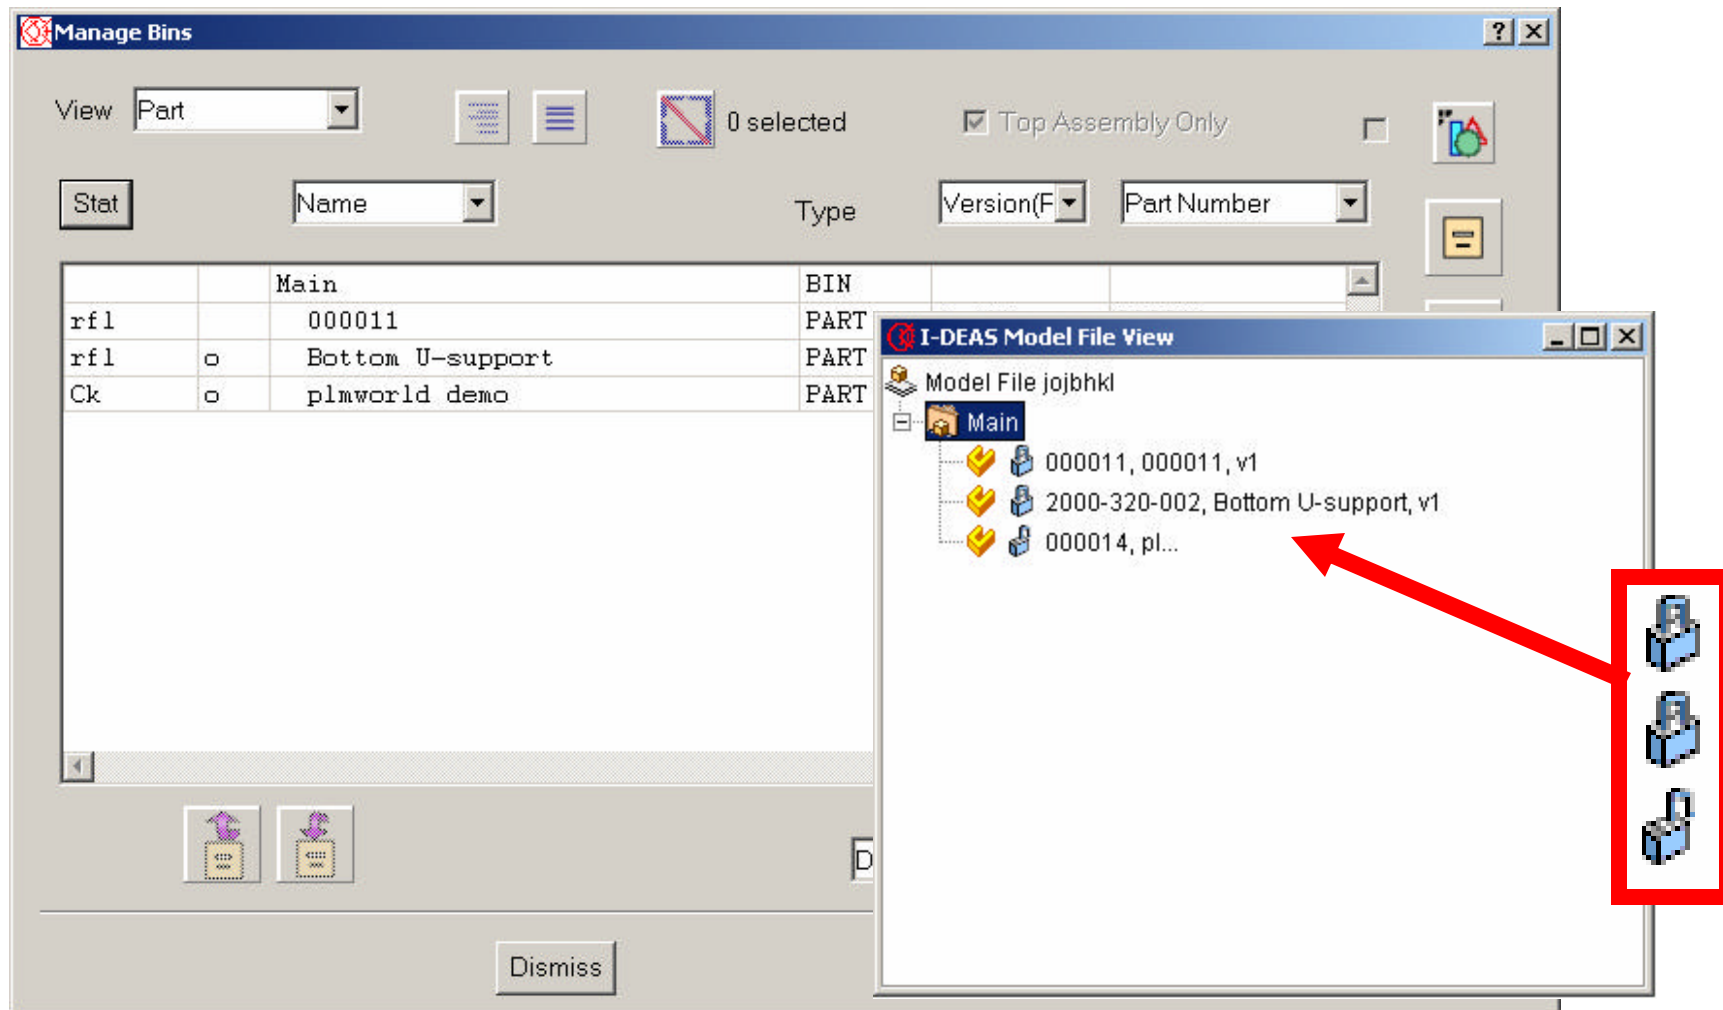 Manage Bins
View Part 0 selected Top Assembly Only
Stat Name Type Version(F Part Number
Main BIN
rfl 000011 PART
rfl o Bottom U-support PART
Ck o plmworld demo PART
D
Dismiss
I-DEAS Model File View
Model File jojbhkl
Main
000011, 000011, v1
2000-320-002, Bottom U-support, v1
000014, pl...